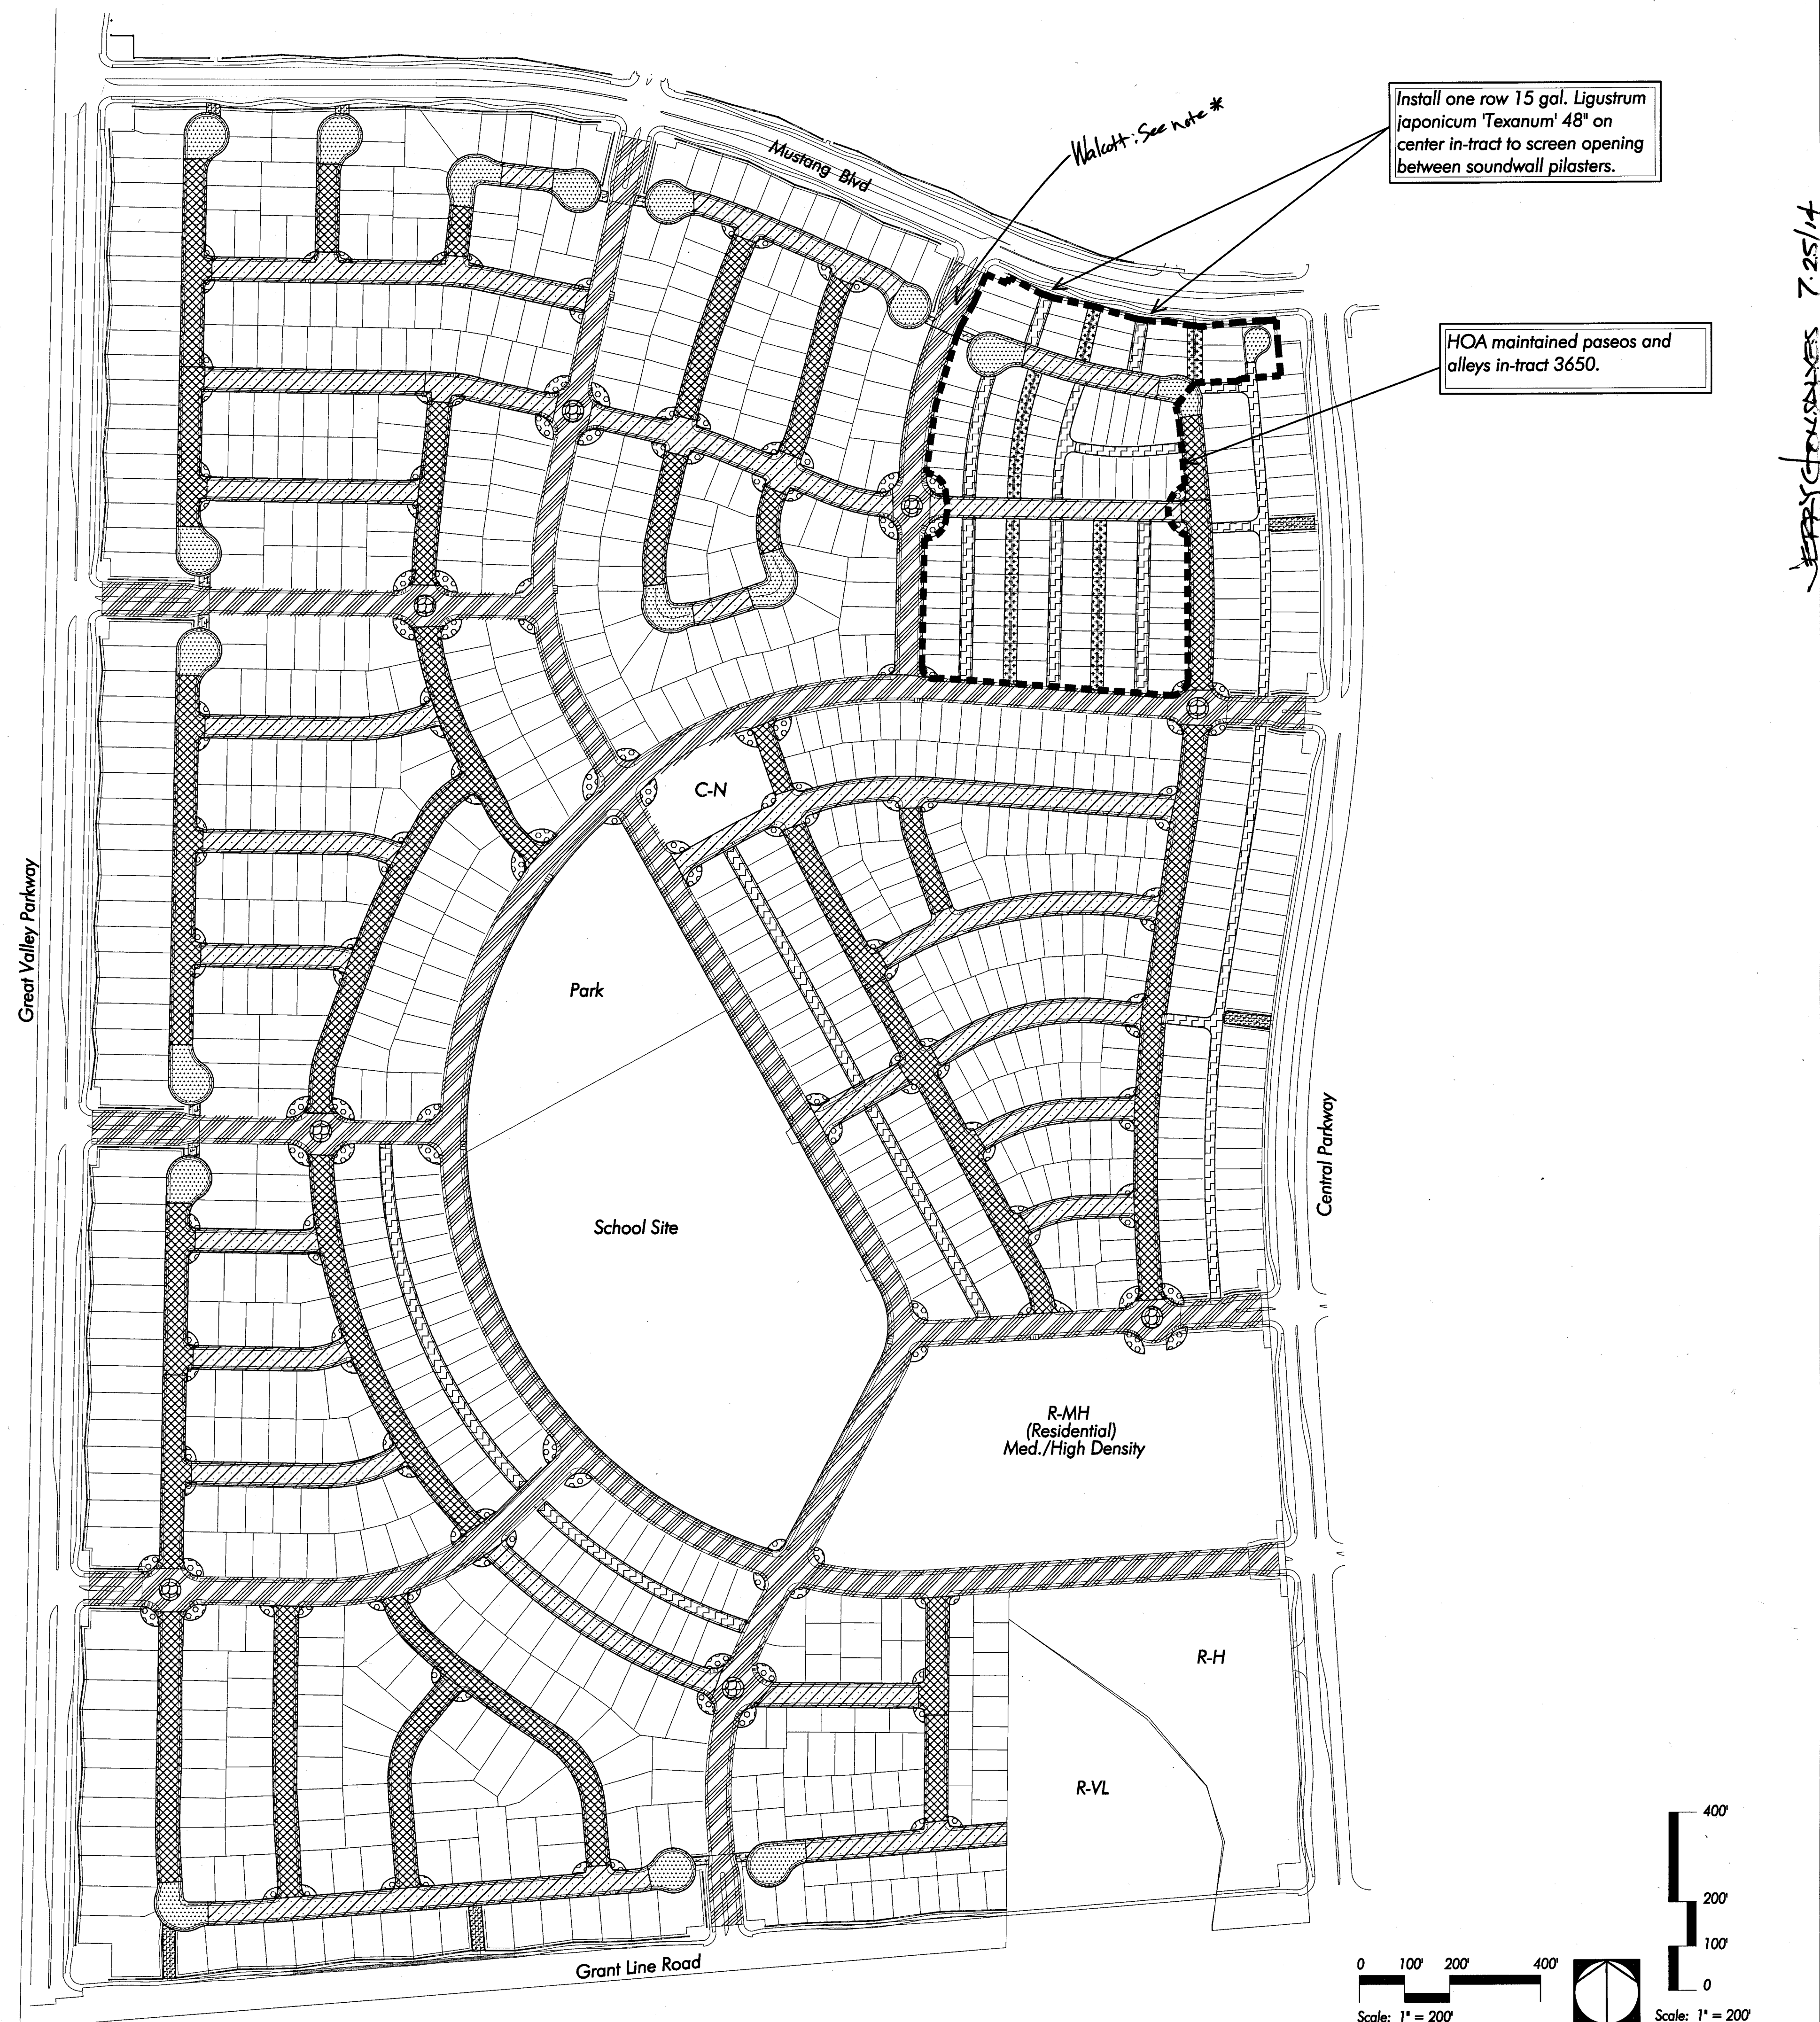 Install one row 15 gal. Ligustrum
japonicum 'Texanum' 48" on
center in-tract to screen opening
between soundwall pilasters.
Walcott: See note *
Mustang Blvd
7.25/14
HOA maintained paseos and
alleys in-tract 3650.
C-N
Great Valley Parkway
Park
Central Parkway
School Site
R-MH
(Residential)
Med./High Density
R-H
R-VL
Grant Line Road
400'
200'
100'
0
0 100' 200' 400'
Scale: 1" = 200'
Scale: 1" = 200'